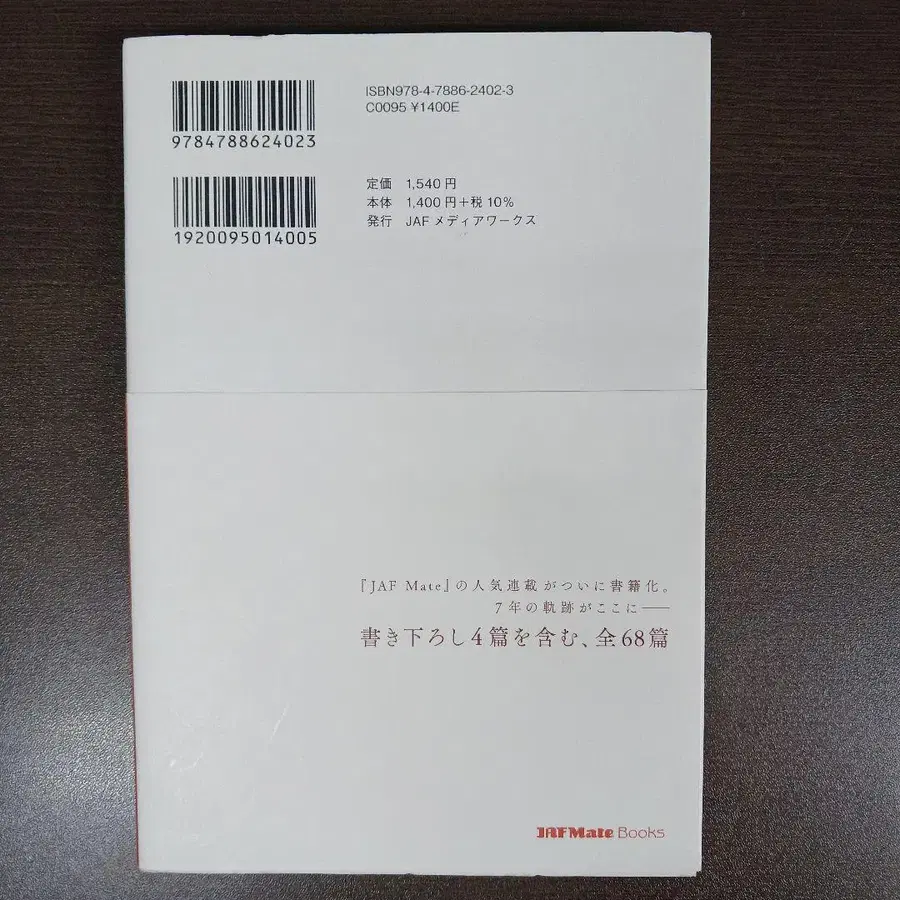 ISBN978-4-7886-2402-3
C0095 ¥1400E
9784788624023
定価 1,540円
本体 1,400円+税10%
発行 JAFメディアワークス
1920095014005
『JAF Mate』の人気連載がついに書籍化。
7年の軌跡がここに――
書き下ろし4篇を含む、全68篇
JAF Mate Books